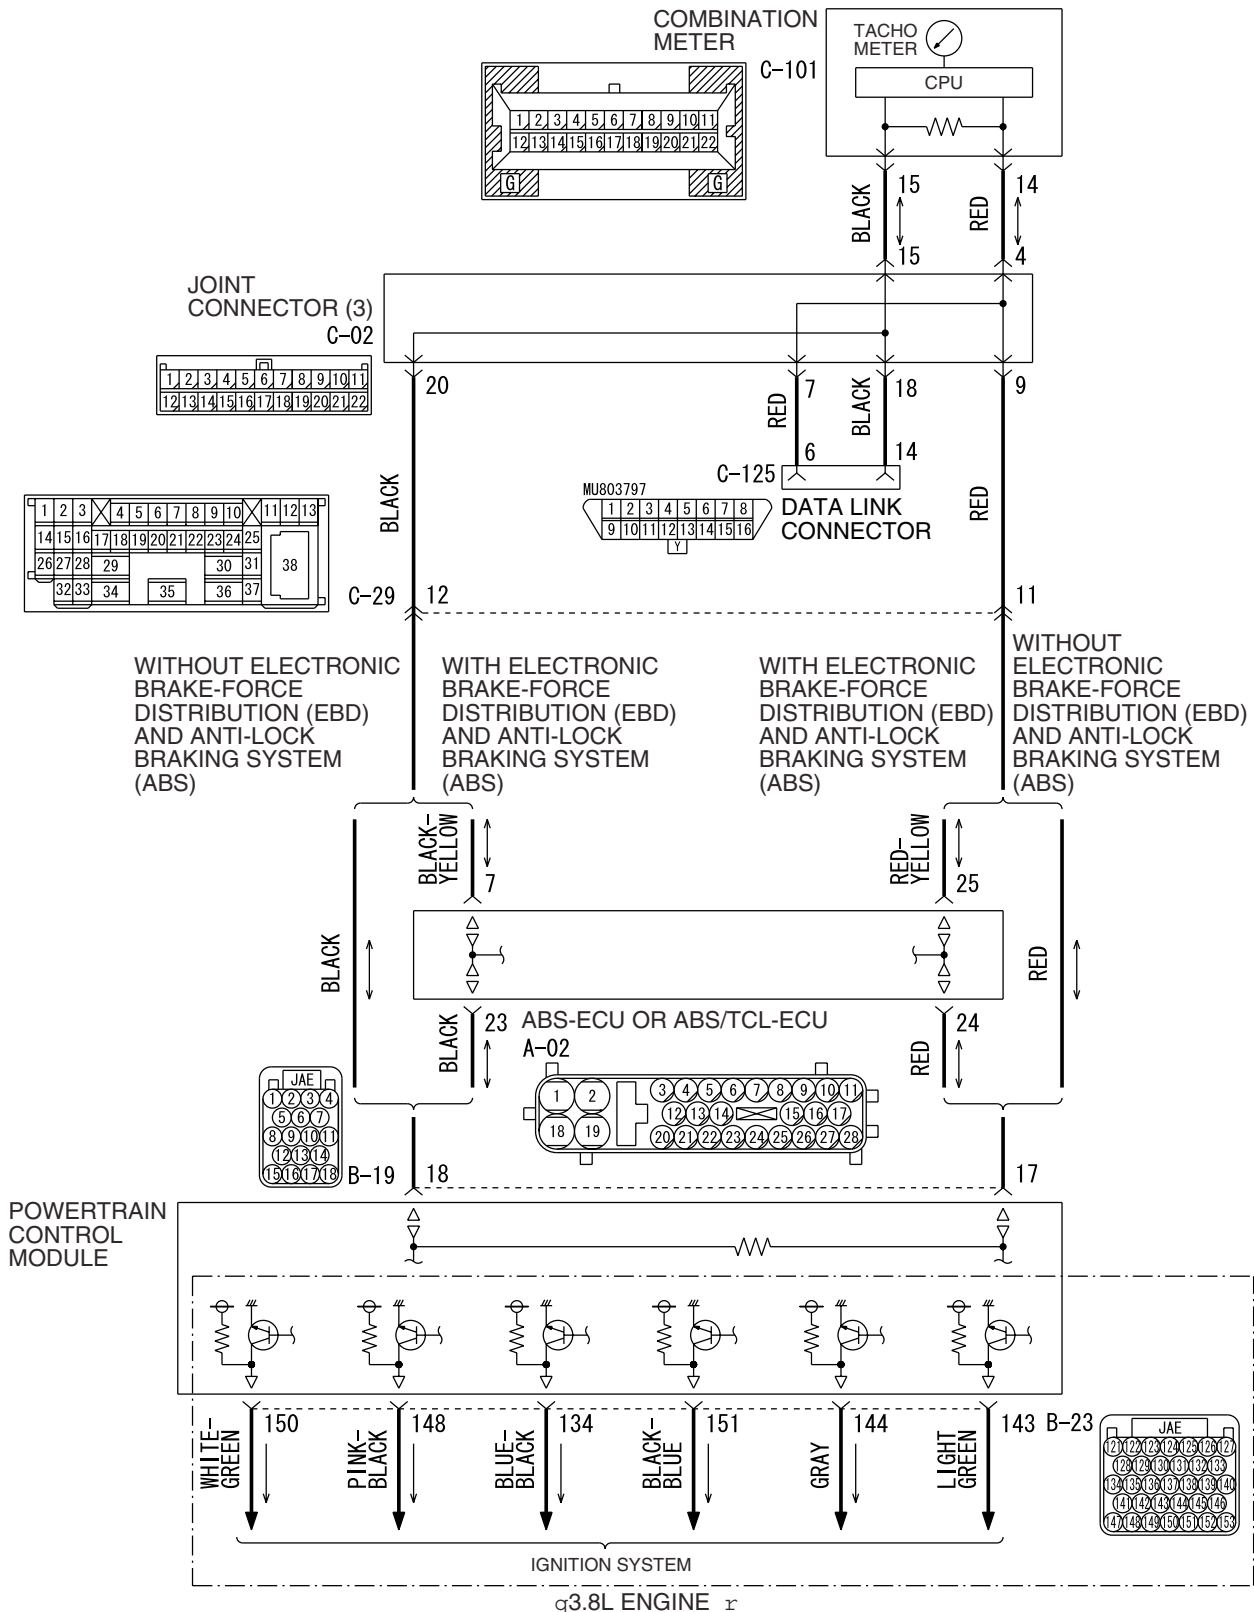 COMBINATION
METER
C-101
TACHO
METER
CPU
1 2 3 4 5 6 7 8 9 10 11
12 13 14 15 16 17 18 19 20 21 22
G G
BLACK
15
15
RED
14
4
JOINT
CONNECTOR (3)
C-02
1 2 3 4 5 6 7 8 9 10 11
12 13 14 15 16 17 18 19 20 21 22
20
7
18
9
RED
BLACK
RED
6
14
C-125
DATA LINK
CONNECTOR
MU803797
1 2 3 4 5 6 7 8
9 10 11 12 13 14 15 16
Y
BLACK
1 2 3 4 5 6 7 8 9 10 11 12 13
14 15 16 17 18 19 20 21 22 23 24 25
26 27 28 29 30 31 38
32 33 34 35 36 37
C-29
12
11
WITHOUT ELECTRONIC
BRAKE-FORCE
DISTRIBUTION (EBD)
AND ANTI-LOCK
BRAKING SYSTEM
(ABS)
WITH ELECTRONIC
BRAKE-FORCE
DISTRIBUTION (EBD)
AND ANTI-LOCK
BRAKING SYSTEM
(ABS)
WITH ELECTRONIC
BRAKE-FORCE
DISTRIBUTION (EBD)
AND ANTI-LOCK
BRAKING SYSTEM
(ABS)
WITHOUT
ELECTRONIC
BRAKE-FORCE
DISTRIBUTION (EBD)
AND ANTI-LOCK
BRAKING SYSTEM
(ABS)
BLACK-
YELLOW
7
RED-
YELLOW
25
BLACK
RED
BLACK
23
ABS-ECU OR ABS/TCL-ECU
A-02
RED
24
1 2 3 4 5 6 7 8 9 10 11
12 13 14 15 16 17
18 19 20 21 22 23 24 25 26 27 28
JAE
1 2 3 4
5 6 7
8 9 10 11
12 13 14
15 16 17 18
B-19
18
17
POWERTRAIN
CONTROL
MODULE
WHITE-
GREEN
150
PINK-
BLACK
148
BLUE-
BLACK
134
BLACK-
BLUE
151
GRAY
144
LIGHT
GREEN
143
B-23
JAE
121 122 123 124 125 126 127
128 129 130 131 132 133
134 135 136 137 138 139 140
141 142 143 144 145 146
147 148 149 150 151 152 153
IGNITION SYSTEM
q3.8L ENGINE r